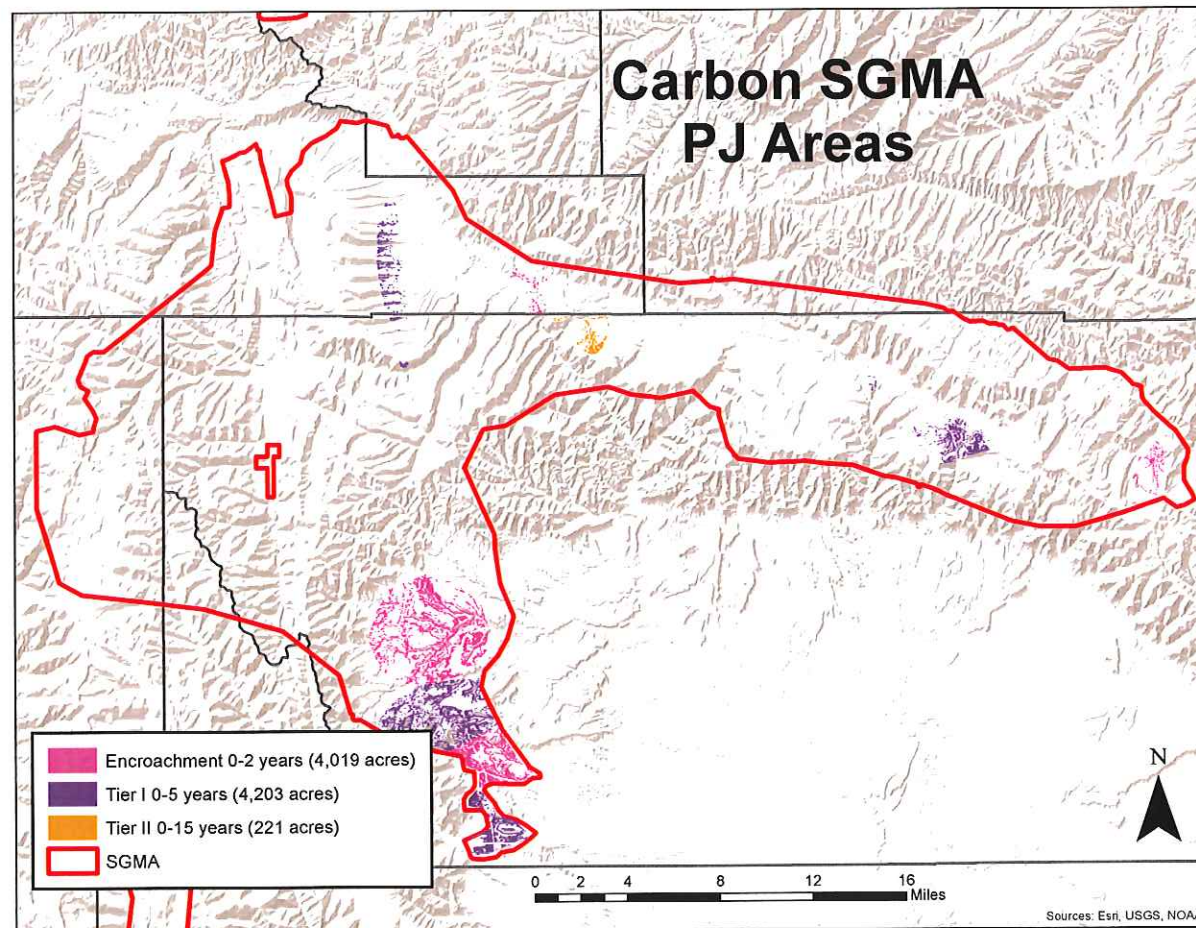 Carbon SGMA
PJ Areas
Encroachment 0-2 years (4,019 acres)
Tier I 0-5 years (4,203 acres)
Tier II 0-15 years (221 acres)
SGMA
N
0 2 4 8 12 16
Miles
Sources: Esri, USGS, NOAA